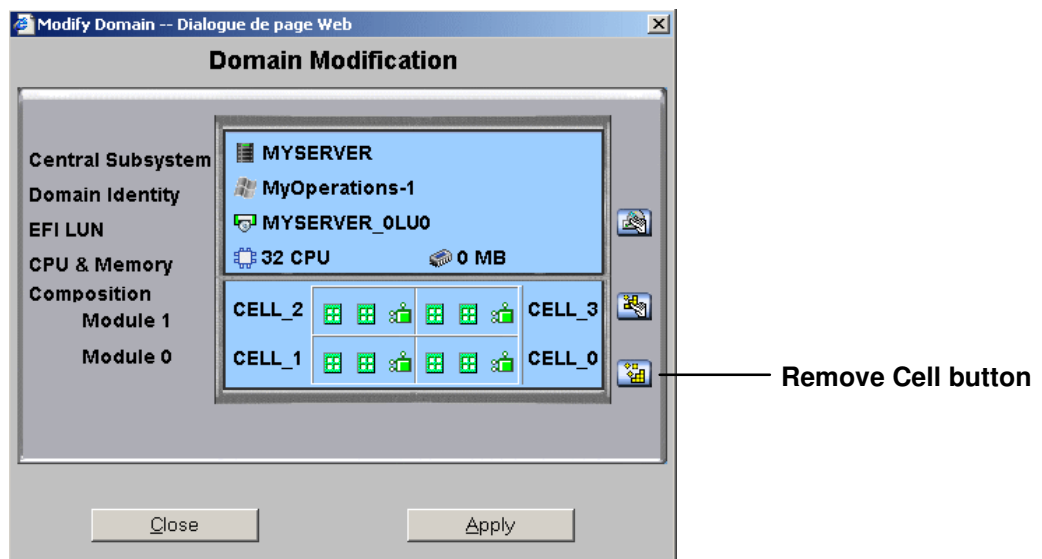 Modify Domain -- Dialogue de page Web
Domain Modification
Central Subsystem
MYSERVER
Domain Identity
MyOperations-1
EFI LUN
MYSERVER_0LU0
CPU & Memory
32 CPU
0 MB
Composition
Module 1
CELL_2
CELL_3
Module 0
CELL_1
CELL_0
Remove Cell button
Close
Apply